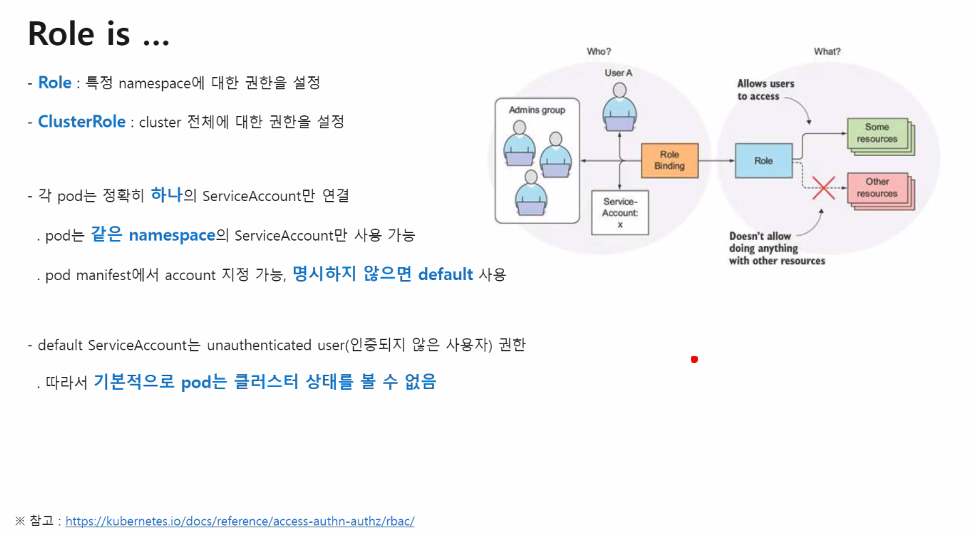 Role is ...
- Role : 특정 namespace에 대한 권한을 설정
- ClusterRole : cluster 전체에 대한 권한을 설정
- 각 pod는 정확히 하나의 ServiceAccount만 연결
. pod는 같은 namespace의 ServiceAccount만 사용 가능
. pod manifest에서 account 지정 가능, 명시하지 않으면 default 사용
- default ServiceAccount는 unauthenticated user(인증되지 않은 사용자) 권한
. 따라서 기본적으로 pod는 클러스터 상태를 볼 수 없음
Who?
What?
User A
Admins group
Role
Binding
Service-
Account:
x
Role
Allows users
to access
Some
resources
Other
resources
Doesn't allow
doing anything
with other resources
※ 참고 : https://kubernetes.io/docs/reference/access-authn-authz/rbac/